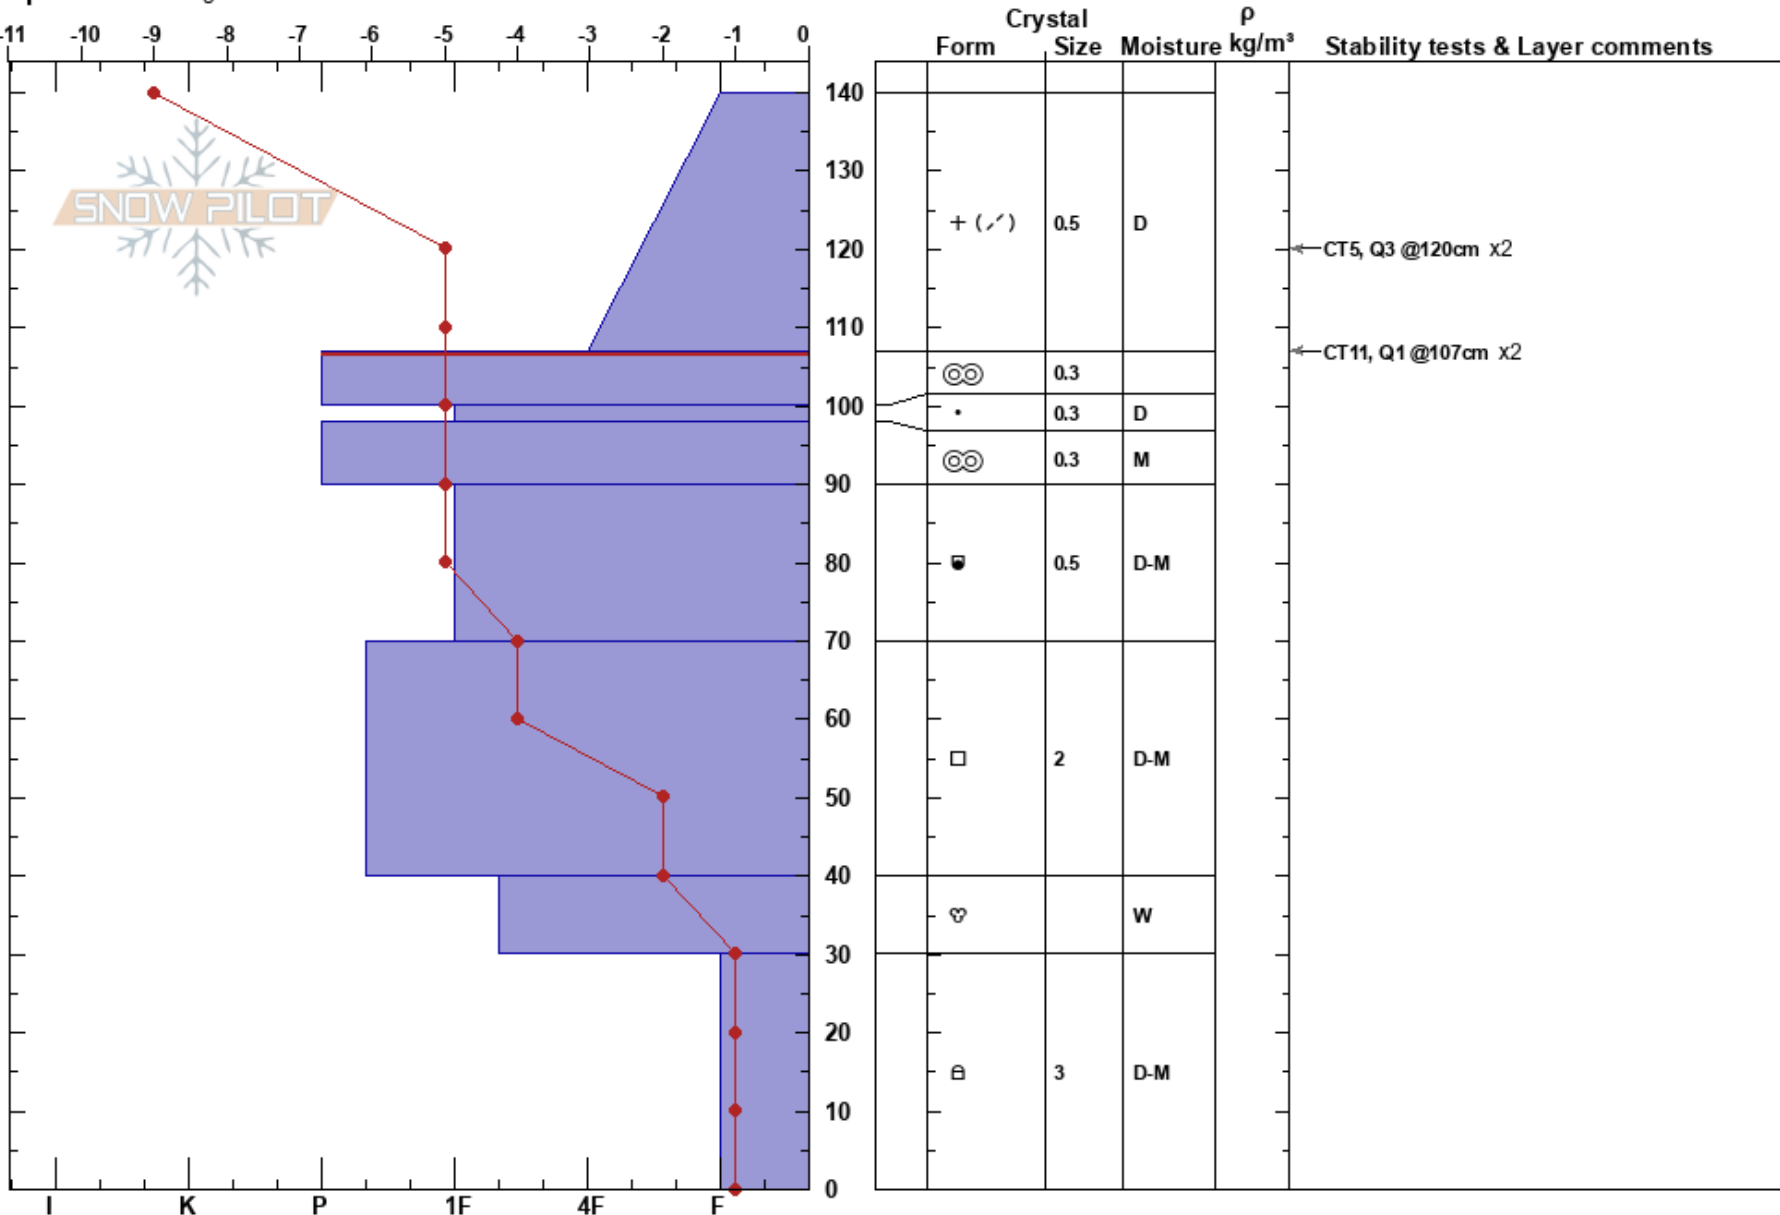 Crystal ρ
-11 -10 -9 -8 -7 -6 -5 -4 -3 -2 -1 0 Form Size Moisture kg/m³ Stability tests & Layer comments
140
130
SNOW PILOT
+ (⟋) 0.5 D
120 CT5, Q3 @120cm x2
110
CT11, Q1 @107cm x2
0.3
100
0.3 D
0.3 M
90
80 0.5 D-M
70
60
2 D-M
50
40
W
30
20
3 D-M
10
0
I K P 1F 4F F